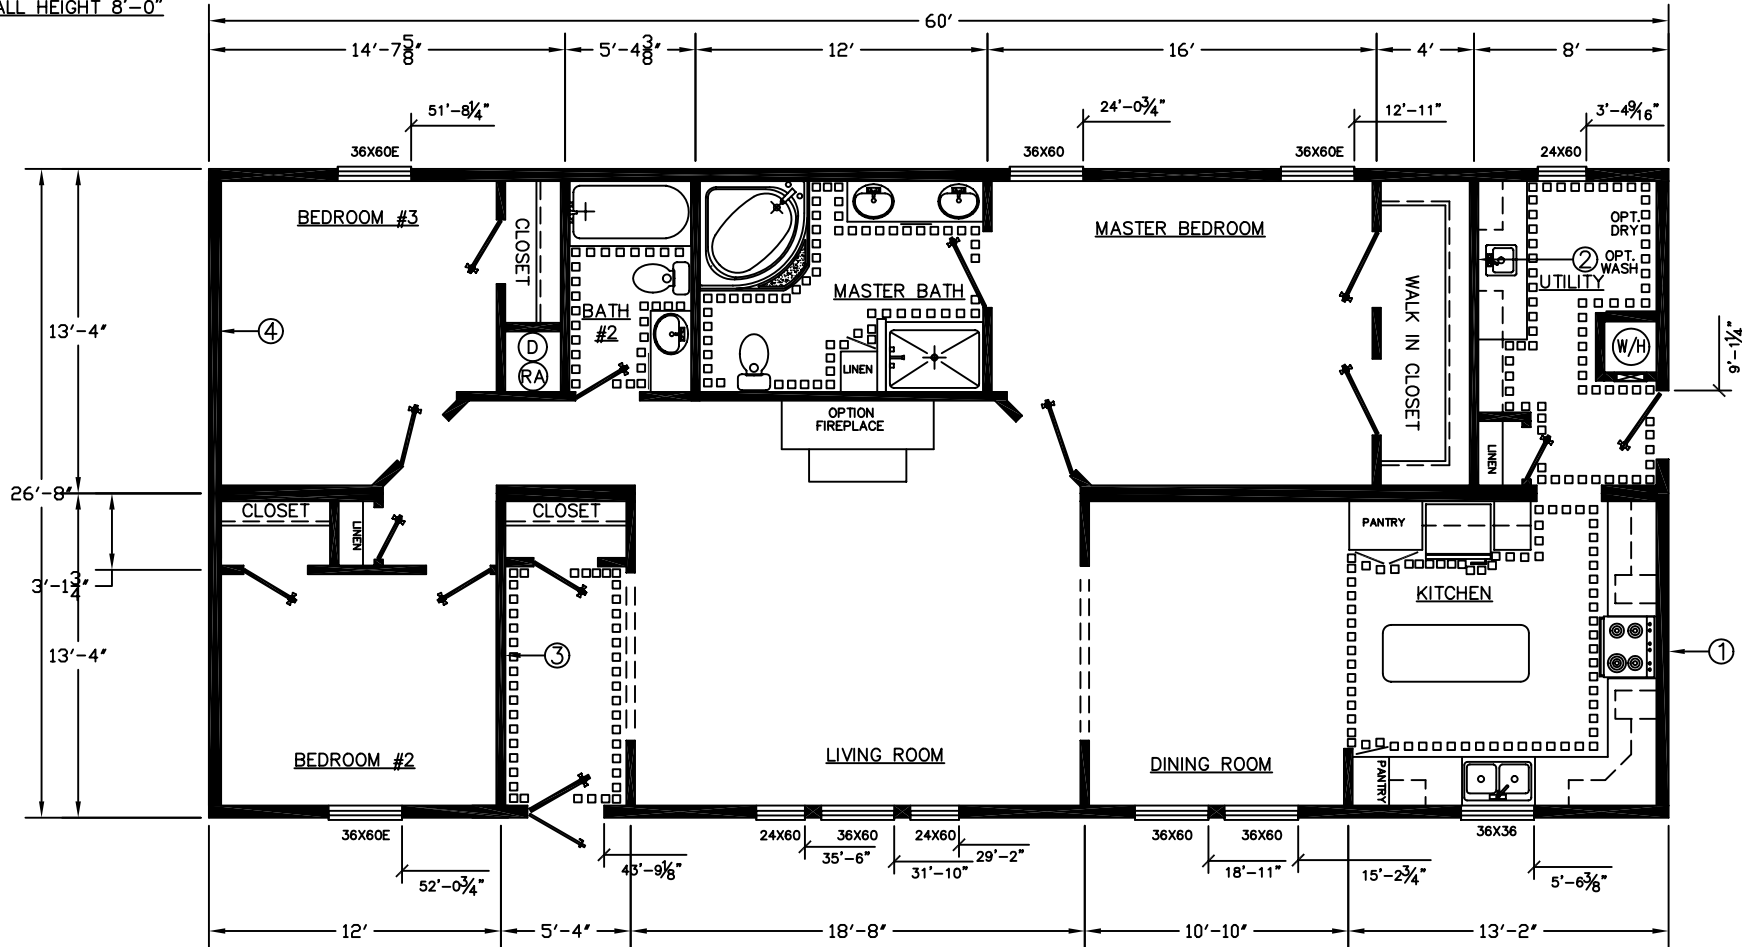 ALL HEIGHT 8'-0"
60'
14'-7 5/8" 5'-4 3/8" 12' 16' 4' 8'
51'-8 1/4" 24'-0 3/4" 12'-11" 3'-4 9/16"
36X60E 36X60 36X60E 24X60
BEDROOM #3
CLOSET
MASTER BEDROOM
OPT.
DRY
OPT.
WASH
2
UTILITY
MASTER BATH
BATH
#2
WALK IN CLOSET
13'-4"
4
D
RA
LINEN
W/H
9'-1 1/4"
OPTION
FIREPLACE
LINEN
26'-8"
CLOSET
LINEN
CLOSET
PANTRY
3'-1 3/4"
KITCHEN
13'-4"
3
1
BEDROOM #2
LIVING ROOM
DINING ROOM
PANTRY
36X60E 24X60 36X60 24X60 36X60 36X60 36X36
52'-0 3/4" 43'-9 1/8" 35'-6" 31'-10" 29'-2" 18'-11" 15'-2 3/4" 5'-6 3/8"
12' 5'-4" 18'-8" 10'-10" 13'-2"